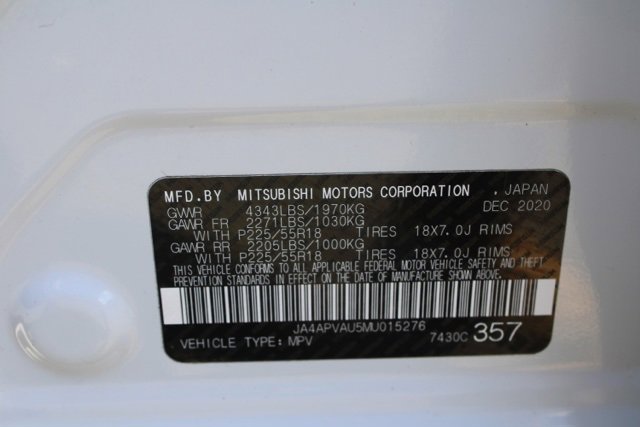 MFD.BY MITSUBISHI MOTORS CORPORATION . JAPAN
GVWR 4343LBS/1970KG DEC 2020
GAWR FR 2271LBS/1030KG
WITH P225/55R18 TIRES 18X7.0J RIMS
GAWR RR 2205LBS/1000KG
WITH P225/55R18 TIRES 18X7.0J RIMS
THIS VEHICLE CONFORMS TO ALL APPLICABLE FEDERAL MOTOR VEHICLE SAFETY AND THEFT
PREVENTION STANDARDS IN EFFECT ON THE DATE OF MANUFACTURE SHOWN ABOVE.
JA4APVAU5MU015276
VEHICLE TYPE: MPV 7430C 357